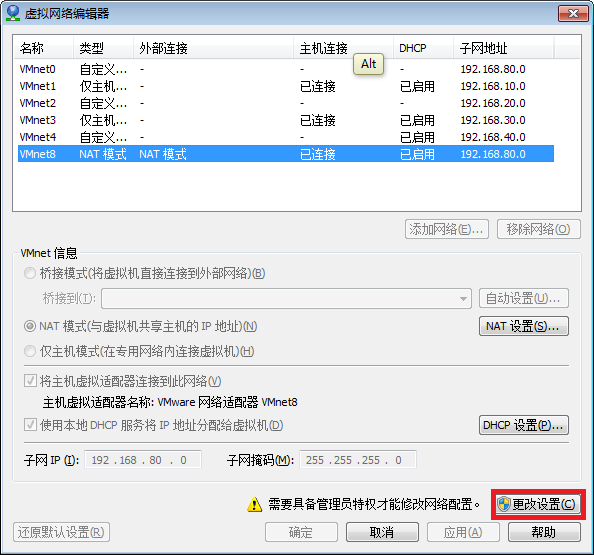 虚拟网络编辑器
名称 类型 外部连接 主机连接 DHCP 子网地址
Alt
VMnet0 自定义... - - - 192.168.80.0
VMnet1 仅主机... - 已连接 已启用 192.168.10.0
VMnet2 自定义... - - - 192.168.20.0
VMnet3 仅主机... - 已连接 已启用 192.168.30.0
VMnet4 自定义... - - - 192.168.40.0
VMnet8 NAT 模式 NAT 模式 已连接 已启用 192.168.80.0
添加网络(E)... 移除网络(O)
VMnet 信息
桥接模式(将虚拟机直接连接到外部网络)(B)
桥接到(I): 自动设置(U)...
NAT 模式(与虚拟机共享主机的 IP 地址)(N) NAT 设置(S)...
仅主机模式(在专用网络内连接虚拟机)(H)
将主机虚拟适配器连接到此网络(V)
主机虚拟适配器名称: VMware 网络适配器 VMnet8
使用本地 DHCP 服务将 IP 地址分配给虚拟机(D) DHCP 设置(P)...
子网 IP (I): 192 . 168 . 80 . 0 子网掩码(M): 255 . 255 . 255 . 0
需要具备管理员特权才能修改网络配置。 更改设置(C)
还原默认设置(R) 确定 取消 应用(A) 帮助